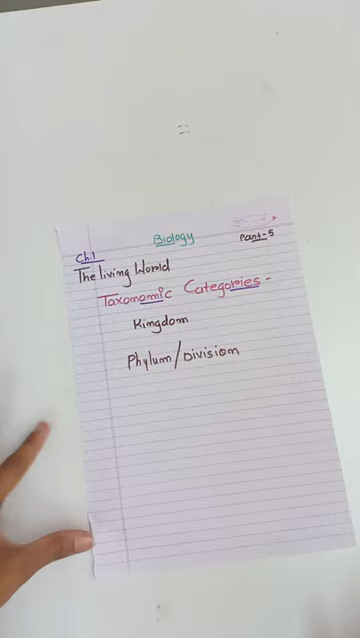 Biology
Part-5
Ch.1
The living World
Taxonomic Categories -
Kingdom
Phylum/Division